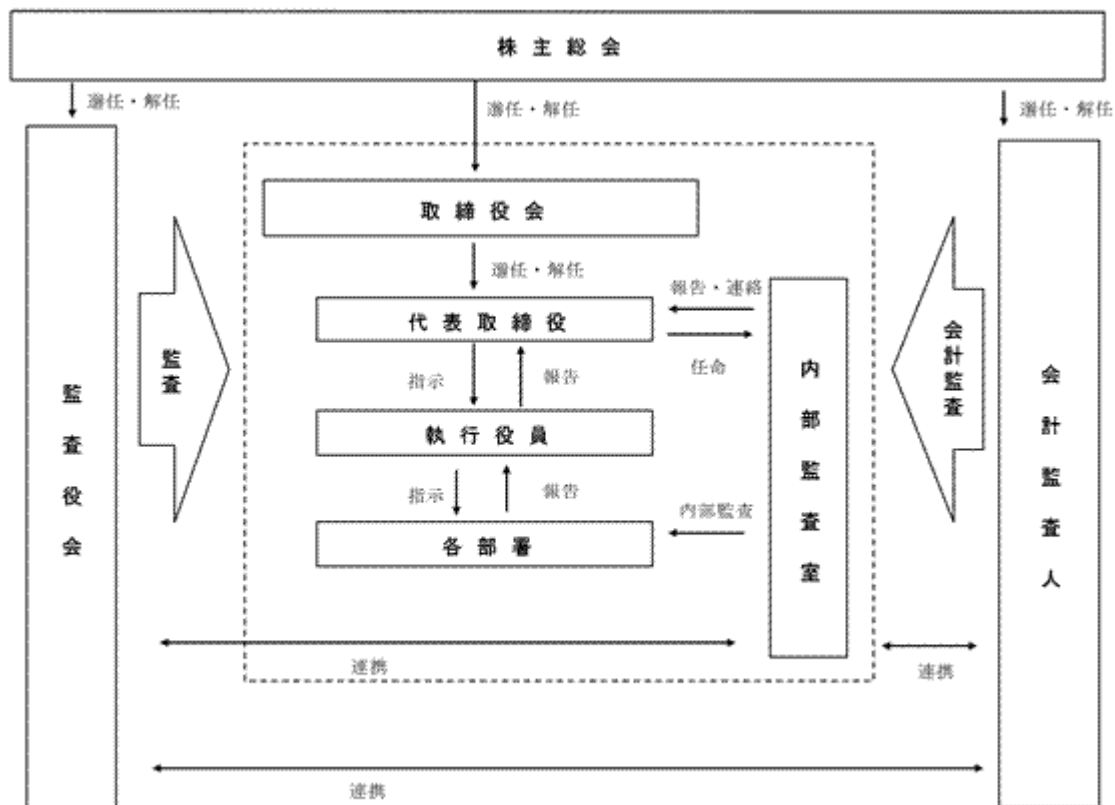 株主総会
選任・解任
選任・解任
選任・解任
取締役会
選任・解任
報告・連絡
代表取締役
任命
監査
会計監査
指示
報告
内部監査室
監査役会
会計監査人
執行役員
指示
報告
内部監査
各部署
連携
連携
連携